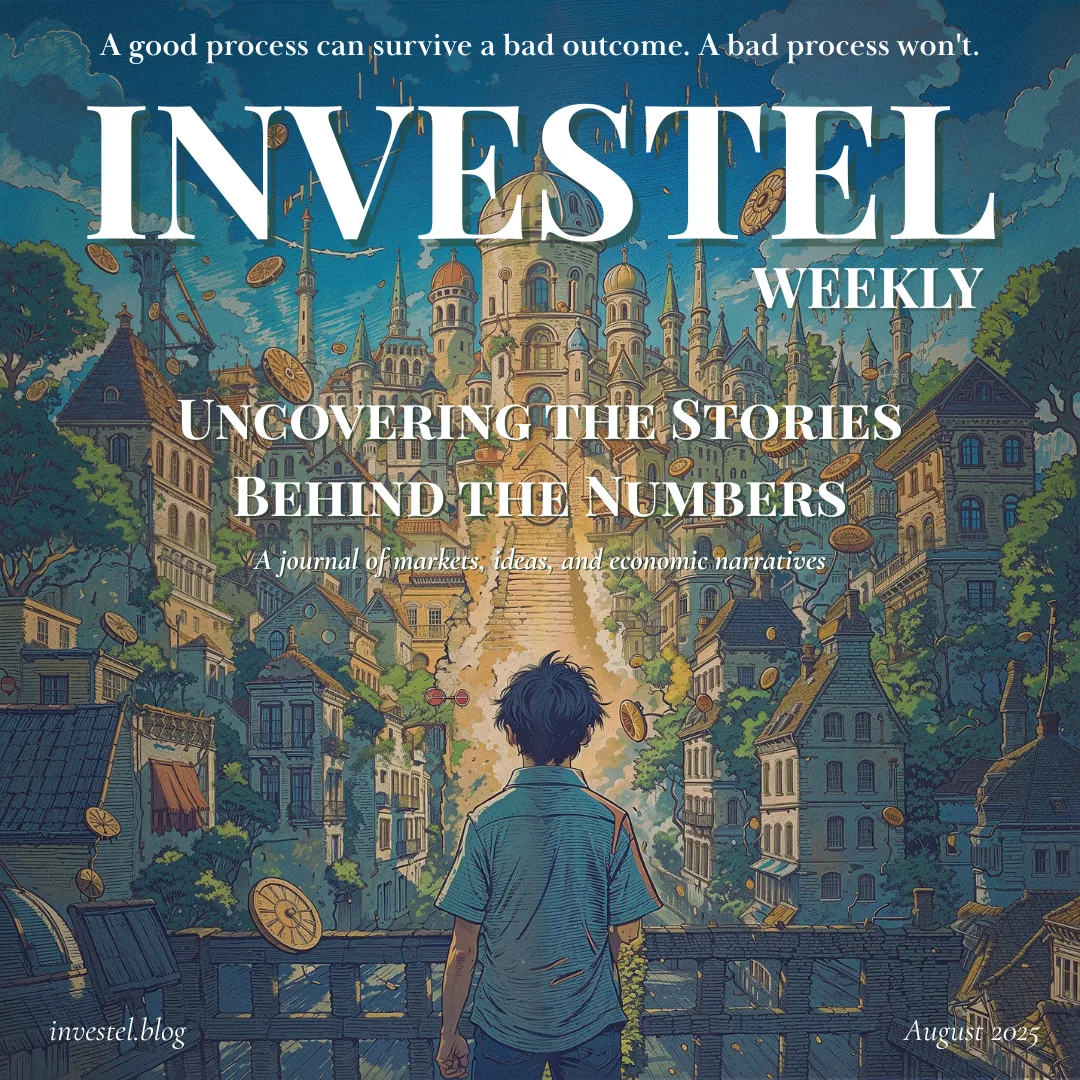 A good process can survive a bad outcome. A bad process won't.
INVESTEL
WEEKLY
Uncovering the Stories
Behind the Numbers
A journal of markets, ideas, and economic narratives
investel.blog
August 2025